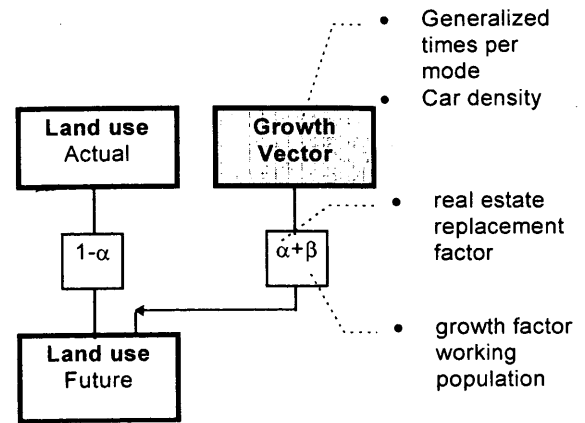 • Generalized
times per
mode
• Car density
Land use
Actual
Growth
Vector
1-α
α+β
• real estate
replacement
factor
• growth factor
working
population
Land use
Future